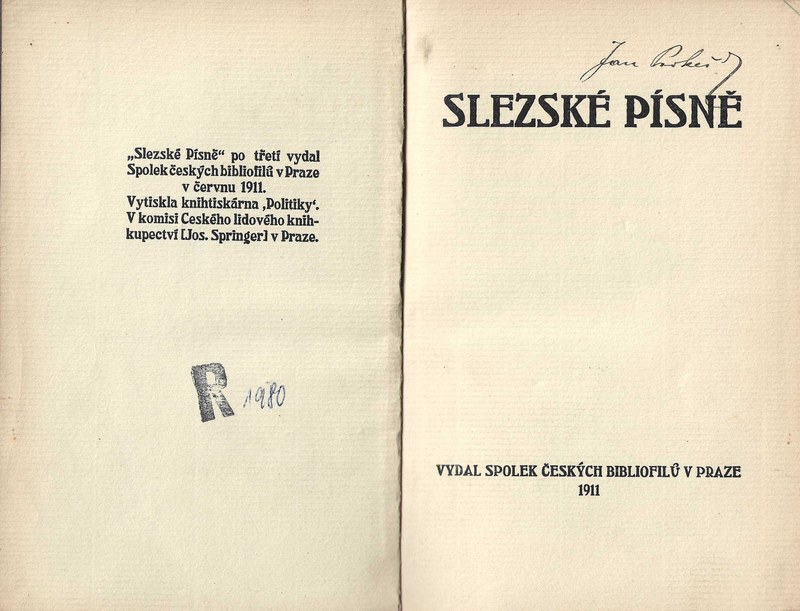 „Slezské Písně“ po třetí vydal
Spolek českých bibliofilů v Praze
v červnu 1911.
Vytiskla knihtiskárna ‚Politiky‘.
V komisi Českého lidového knih-
kupectví [Jos. Springer] v Praze.
R 1980
Jan
SLEZSKÉ PÍSNĚ
VYDAL SPOLEK ČESKÝCH BIBLIOFILŮ V PRAZE
1911